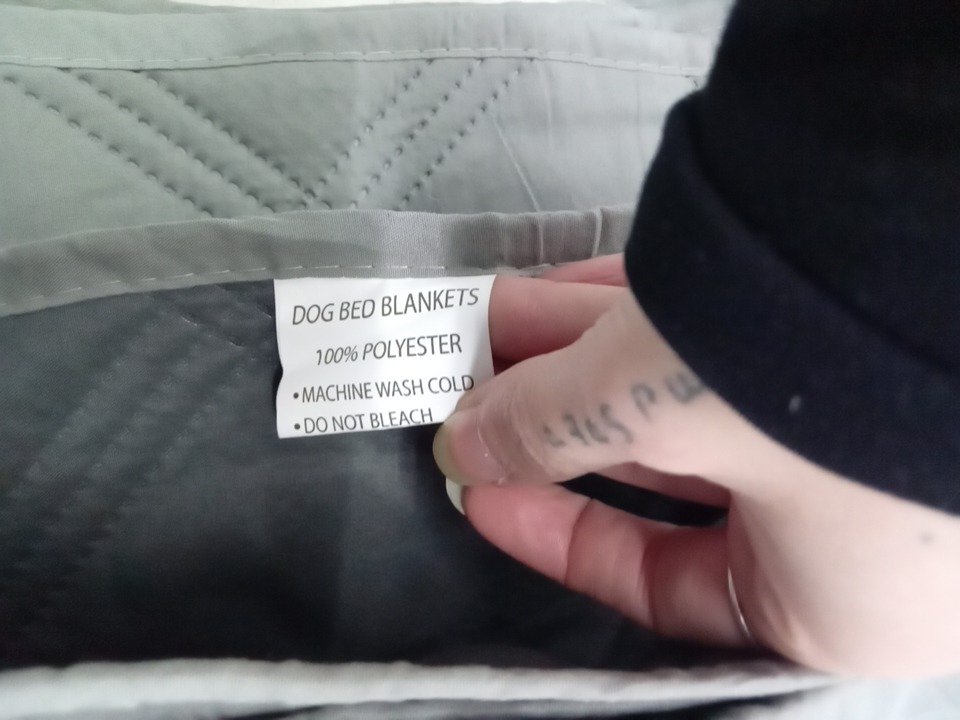 DOG BED BLANKETS
100% POLYESTER
•MACHINE WASH COLD
•DO NOT BLEACH